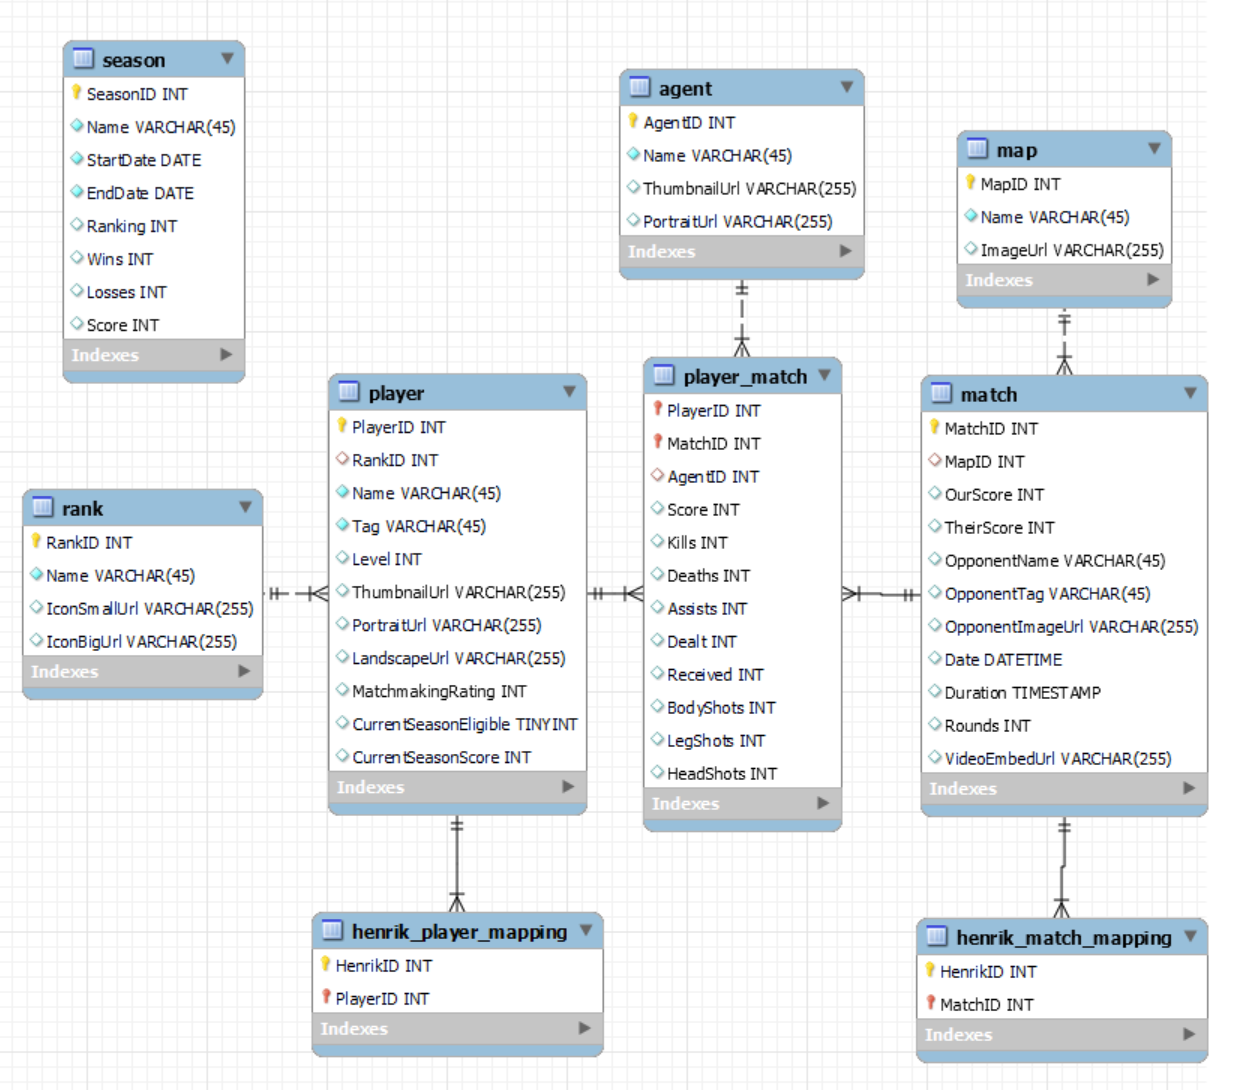 season
SeasonID INT
Name VARCHAR(45)
StartDate DATE
EndDate DATE
Ranking INT
Wins INT
Losses INT
Score INT
Indexes
agent
AgentID INT
Name VARCHAR(45)
ThumbnailUrl VARCHAR(255)
PortraitUrl VARCHAR(255)
Indexes
map
MapID INT
Name VARCHAR(45)
ImageUrl VARCHAR(255)
Indexes
rank
RankID INT
Name VARCHAR(45)
IconSmallUrl VARCHAR(255)
IconBigUrl VARCHAR(255)
Indexes
player
PlayerID INT
RankID INT
Name VARCHAR(45)
Tag VARCHAR(45)
Level INT
ThumbnailUrl VARCHAR(255)
PortraitUrl VARCHAR(255)
LandscapeUrl VARCHAR(255)
MatchmakingRating INT
CurrentSeasonEligible TINYINT
CurrentSeasonScore INT
Indexes
player_match
PlayerID INT
MatchID INT
AgentID INT
Score INT
Kills INT
Deaths INT
Assists INT
Dealt INT
Received INT
BodyShots INT
LegShots INT
HeadShots INT
Indexes
match
MatchID INT
MapID INT
OurScore INT
TheirScore INT
OpponentName VARCHAR(45)
OpponentTag VARCHAR(45)
OpponentImageUrl VARCHAR(255)
Date DATETIME
Duration TIMESTAMP
Rounds INT
VideoEmbedUrl VARCHAR(255)
Indexes
henrik_player_mapping
HenrikID INT
PlayerID INT
Indexes
henrik_match_mapping
HenrikID INT
MatchID INT
Indexes